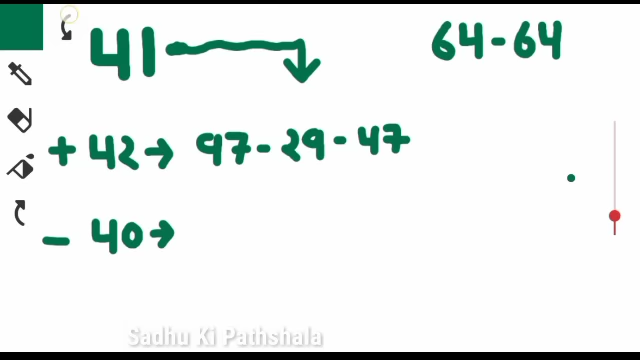 41 → 64-64
+ 42 → 97-29-47
- 40 →
Sadhu Ki Pathshala